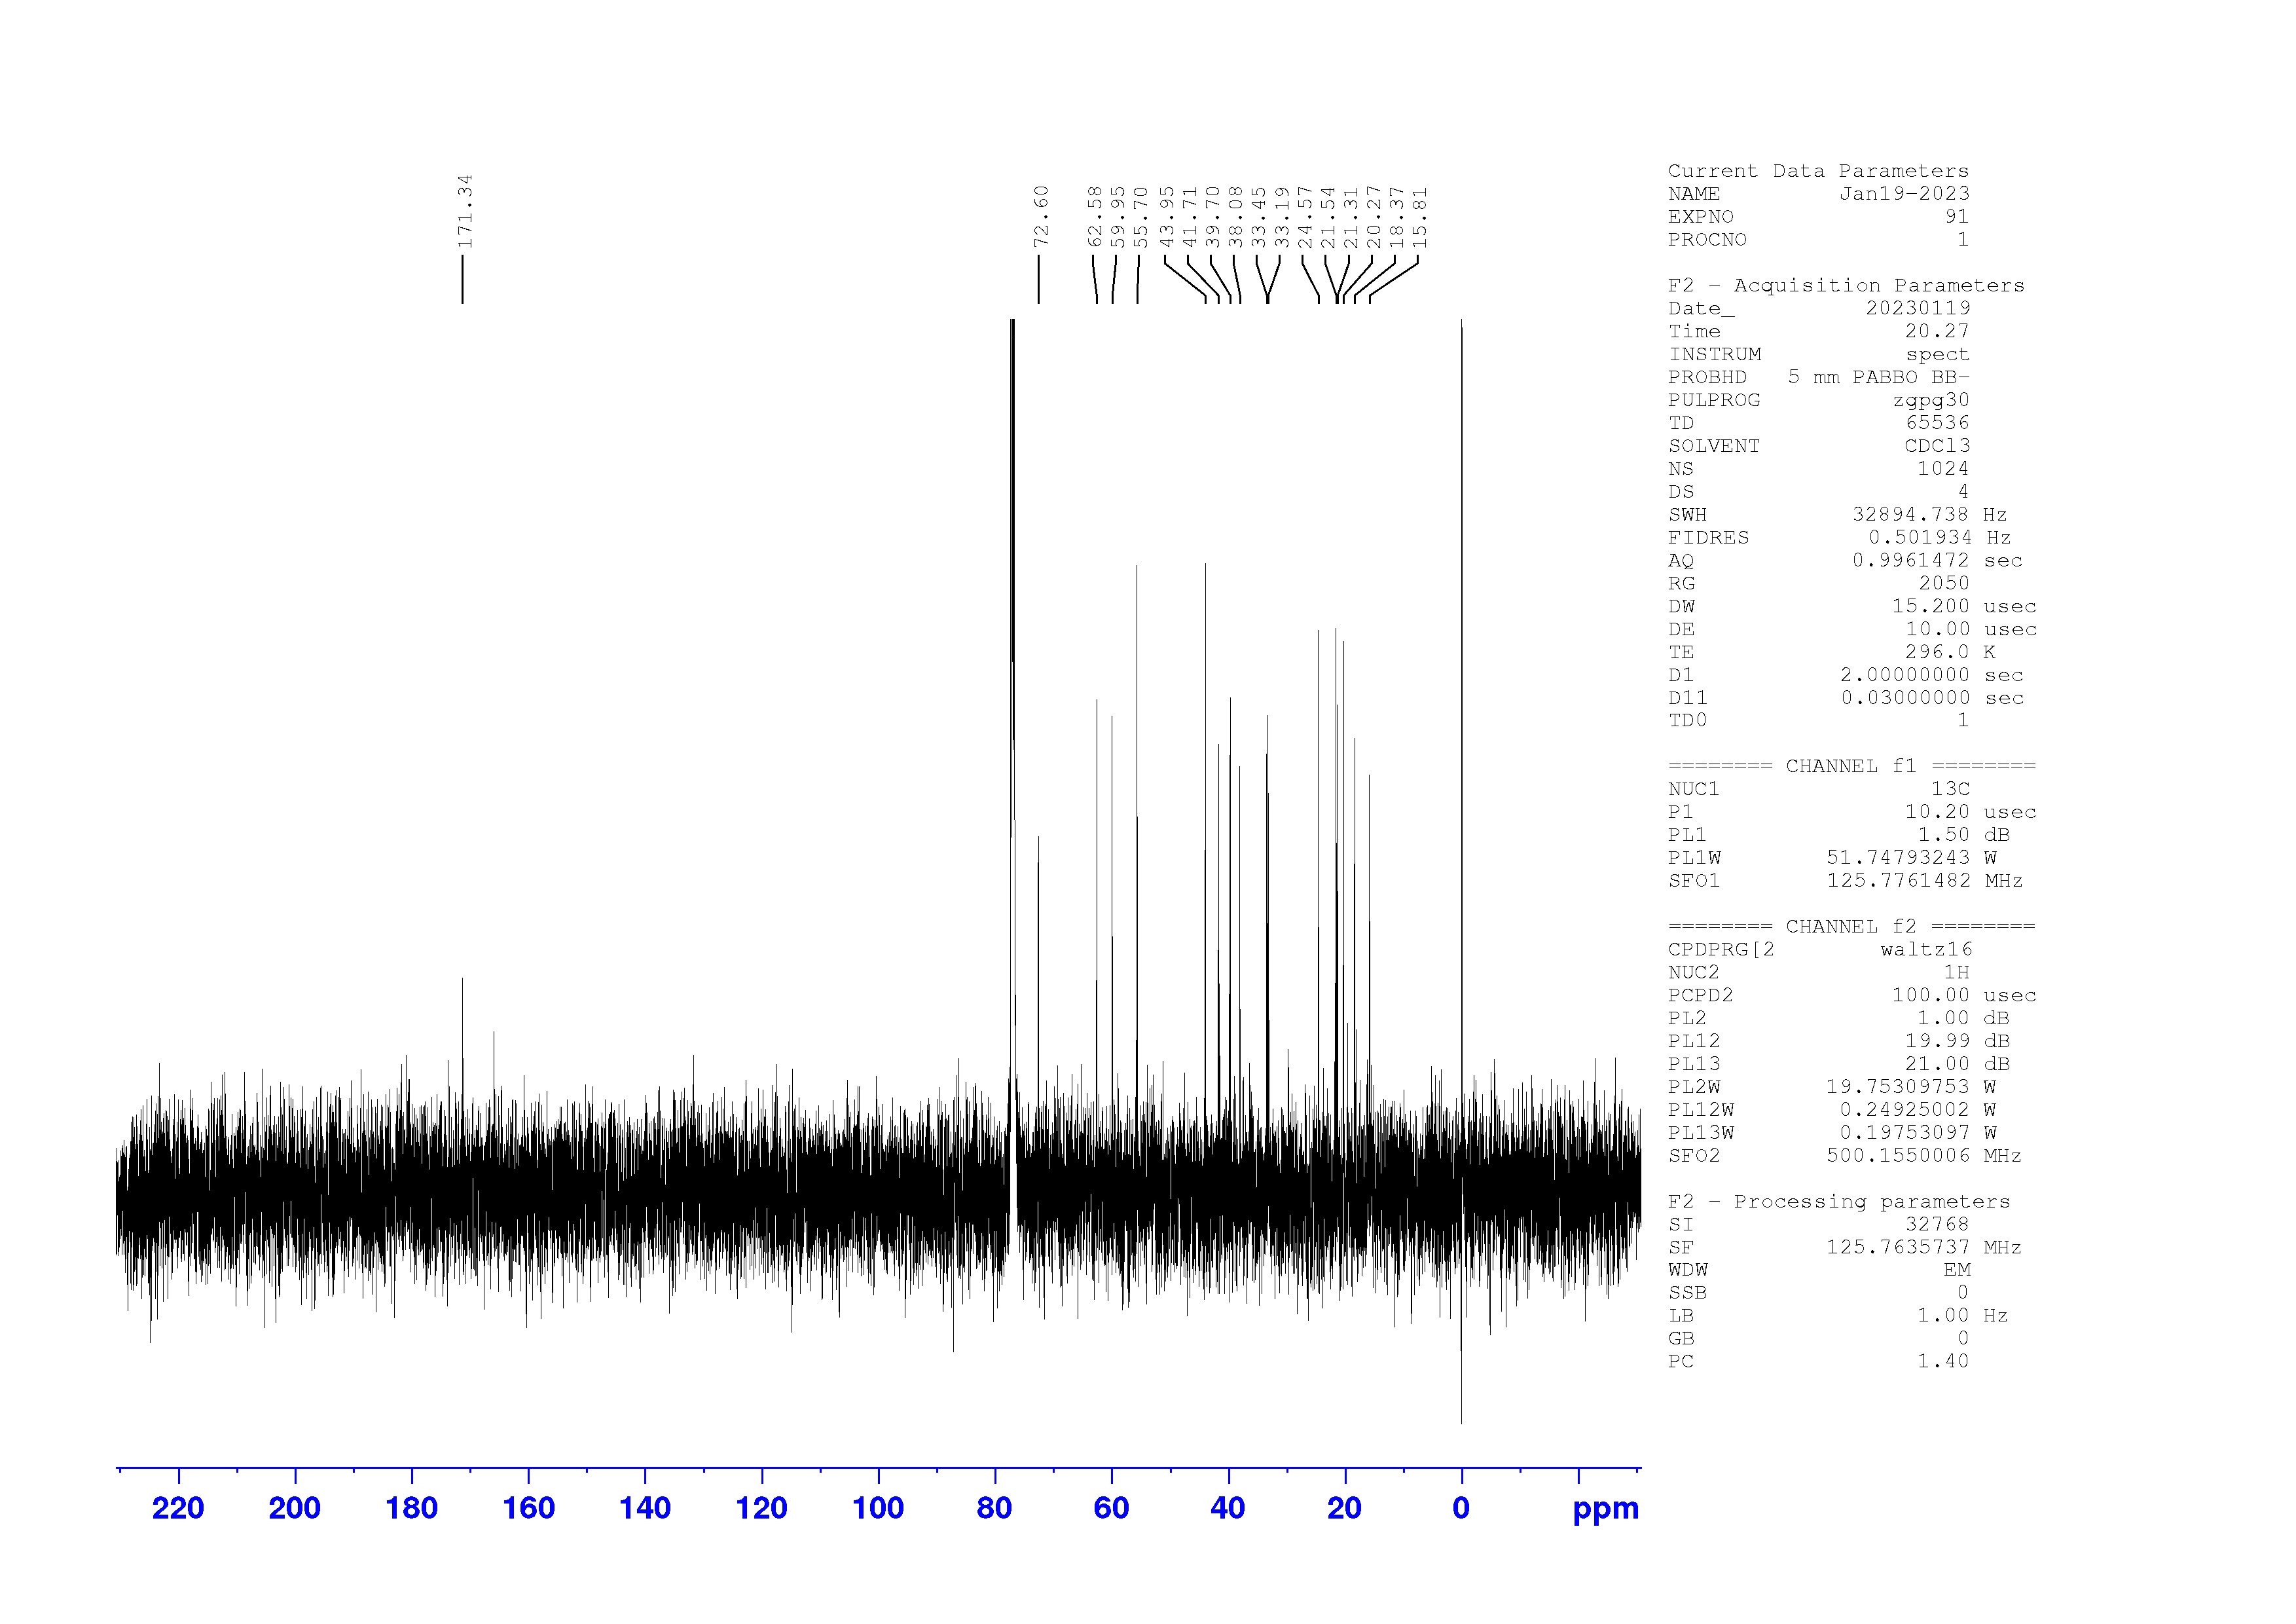 171.34
72.60
62.58
59.95
55.70
43.95
41.71
39.70
38.08
33.45
33.19
24.57
21.54
21.31
20.27
18.37
15.81
Current Data Parameters
NAME Jan19-2023
EXPNO 91
PROCNO 1
F2 - Acquisition Parameters
Date_ 20230119
Time 20.27
INSTRUM spect
PROBHD 5 mm PABBO BB-
PULPROG zgpg30
TD 65536
SOLVENT CDCl3
NS 1024
DS 4
SWH 32894.738 Hz
FIDRES 0.501934 Hz
AQ 0.9961472 sec
RG 2050
DW 15.200 usec
DE 10.00 usec
TE 296.0 K
D1 2.00000000 sec
D11 0.03000000 sec
TD0 1
======== CHANNEL f1 ========
NUC1 13C
P1 10.20 usec
PL1 1.50 dB
PL1W 51.74793243 W
SFO1 125.7761482 MHz
======== CHANNEL f2 ========
CPDPRG[2 waltz16
NUC2 1H
PCPD2 100.00 usec
PL2 1.00 dB
PL12 19.99 dB
PL13 21.00 dB
PL2W 19.75309753 W
PL12W 0.24925002 W
PL13W 0.19753097 W
SFO2 500.1550006 MHz
F2 - Processing parameters
SI 32768
SF 125.7635737 MHz
WDW EM
SSB 0
LB 1.00 Hz
GB 0
PC 1.40
220 200 180 160 140 120 100 80 60 40 20 0 ppm